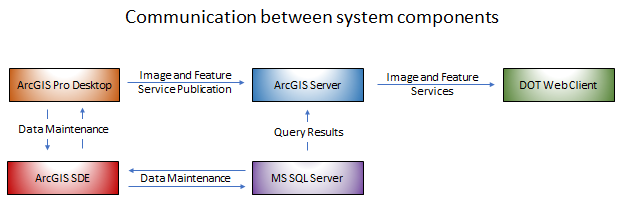 Communication between system components
ArcGIS Pro Desktop
Image and Feature
Service Publication
ArcGIS Server
Image and Feature
Services
DOT Web Client
Data Maintenance
Query Results
ArcGIS SDE
Data Maintenance
MS SQL Server